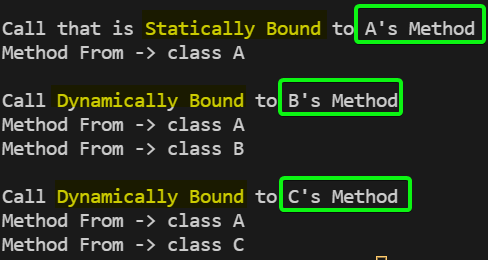 Call that is Statically Bound to A's Method
Method From -> class A
Call Dynamically Bound to B's Method
Method From -> class A
Method From -> class B
Call Dynamically Bound to C's Method
Method From -> class A
Method From -> class C